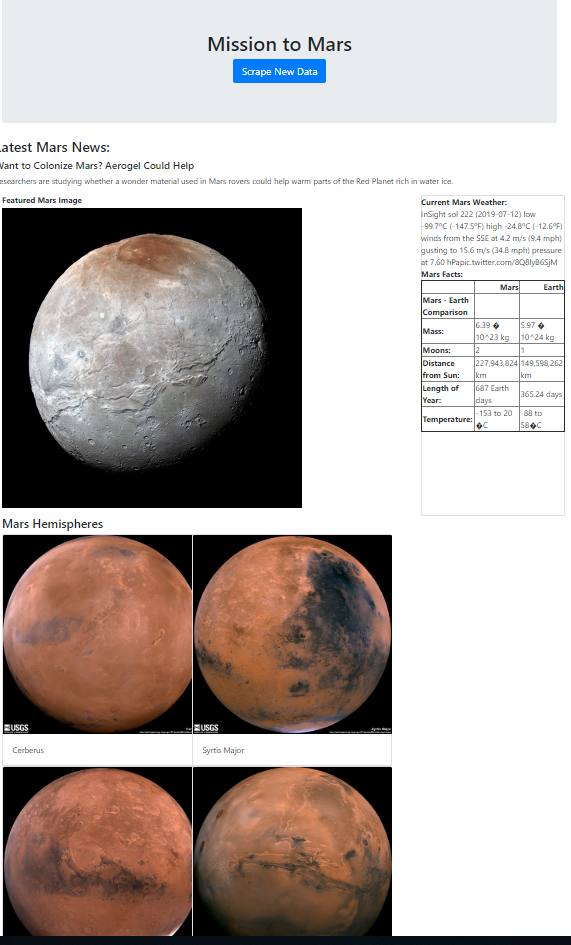 Mission to Mars
Scrape New Data
Latest Mars News:
Want to Colonize Mars? Aerogel Could Help
esearchers are studying whether a wonder material used in Mars rovers could help warm parts of the Red Planet rich in water ice.
Featured Mars Image
Current Mars Weather:
InSight sol 222 (2019-07-12) low
-99.7ºC (-147.5ºF) high -24.8ºC (-12.6ºF)
winds from the SSE at 4.2 m/s (9.4 mph)
gusting to 15.6 m/s (34.8 mph) pressure
at 7.60 hPapic.twitter.com/8Q8IyB6SjM
Mars Facts:
Mars Earth
Mars - Earth
Comparison
Mass: 6.39 � 10^23 kg 5.97 � 10^24 kg
Moons: 2 1
Distance from Sun: 227,943,824 km 149,598,262 km
Length of Year: 687 Earth days 365.24 days
Temperature: -153 to 20 �C -88 to 58�C
Mars Hemispheres
USGS
USGS
Syrtis Major
Cerberus
Syrtis Major